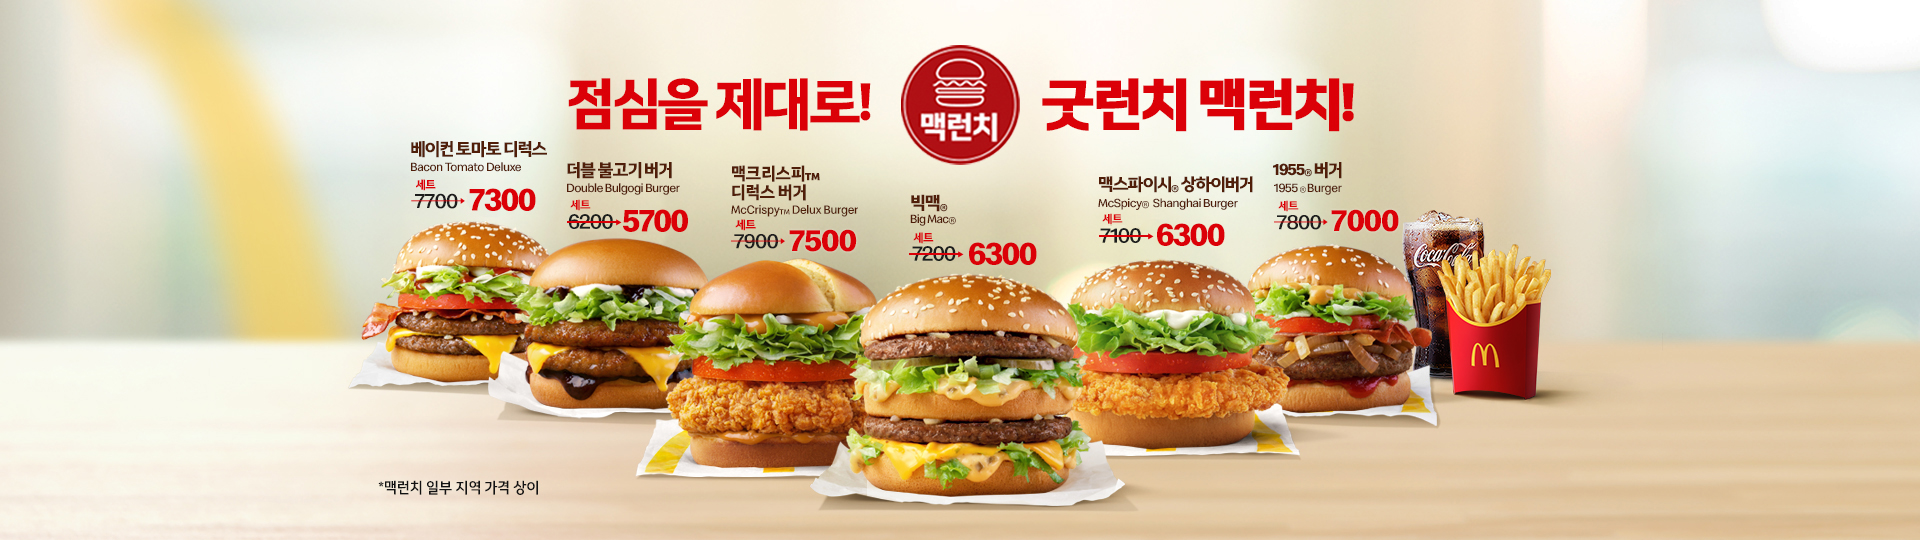 점심을 제대로!
맥런치
굿런치 맥런치!
베이컨 토마토 디럭스
Bacon Tomato Deluxe
세트
7700 7300
더블 불고기 버거
Double Bulgogi Burger
세트
6200 5700
맥크리스피™
디럭스 버거
McCrispy™ Delux Burger
세트
7900 7500
빅맥®
Big Mac®
세트
7200 6300
맥스파이시® 상하이버거
McSpicy® Shanghai Burger
세트
7100 6300
1955® 버거
1955 ® Burger
세트
7800 7000
Coca-Cola
*맥런치 일부 지역 가격 상이